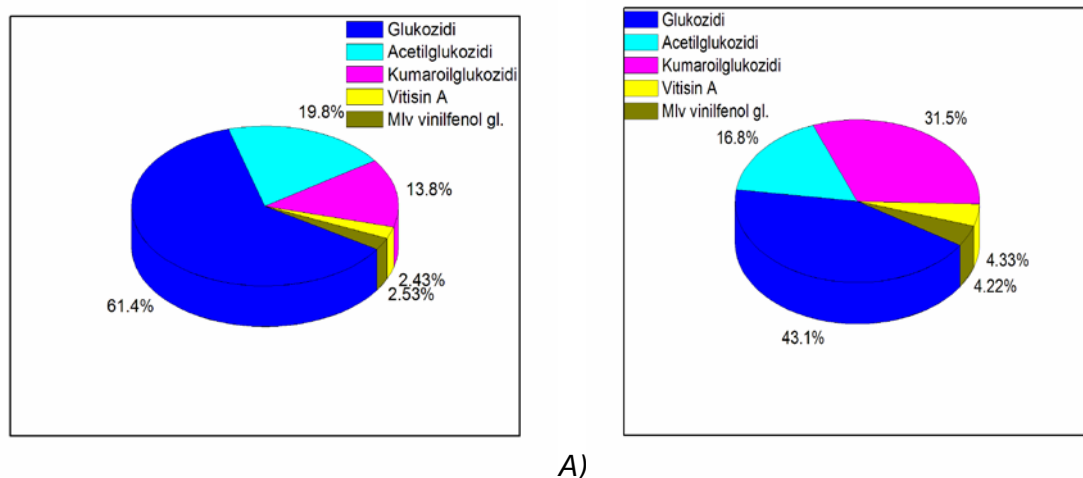 Glukozidi
Acetilglukozidi
Kumaroilglukozidi
Vitisin A
Mlv vinilfenol gl.
19.8%
13.8%
2.43%
2.53%
61.4%
Glukozidi
Acetilglukozidi
Kumaroilglukozidi
Vitisin A
Mlv vinilfenol gl.
16.8%
31.5%
4.33%
4.22%
43.1%
A)